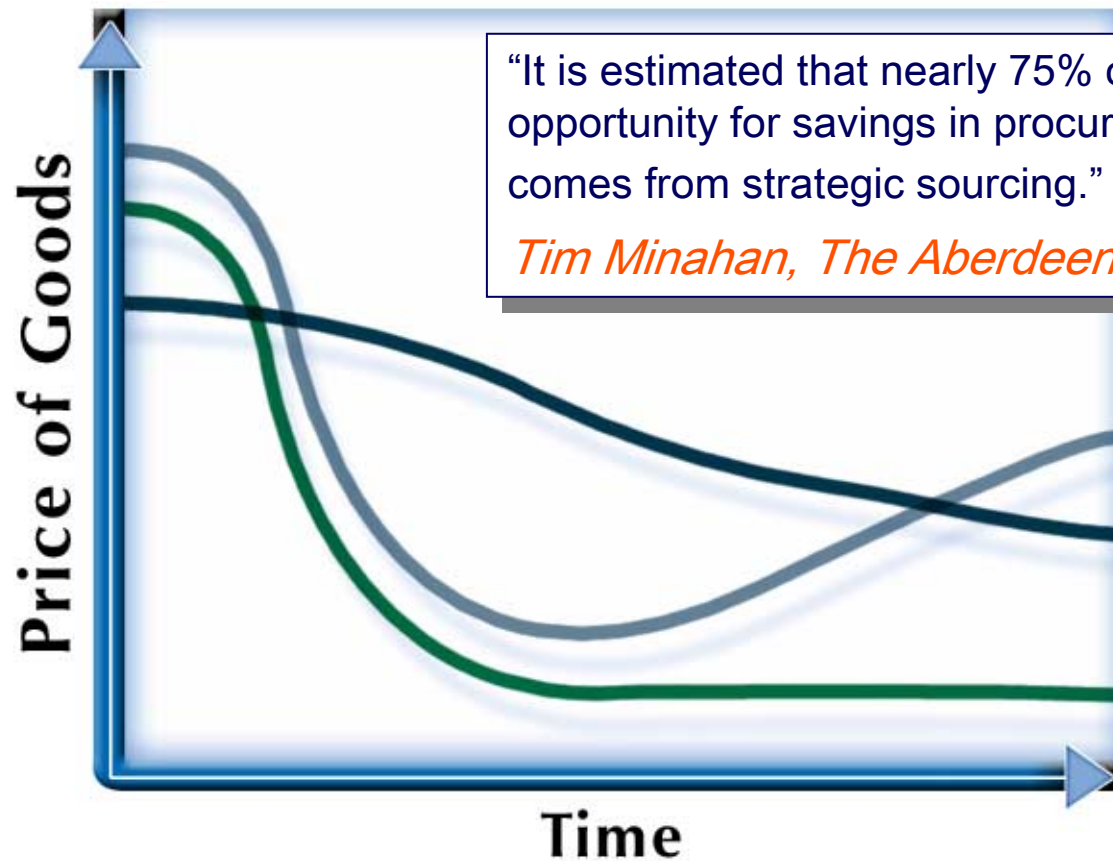 “It is estimated that nearly 75% o
opportunity for savings in procur
comes from strategic sourcing.”
Tim Minahan, The Aberdeen
Price of Goods
Time